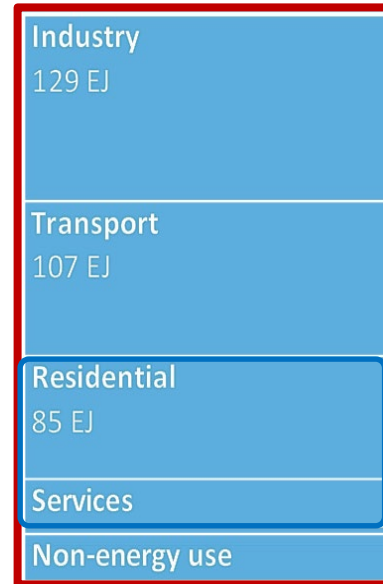 Industry
129 EJ
Transport
107 EJ
Residential
85 EJ
Services
Non-energy use